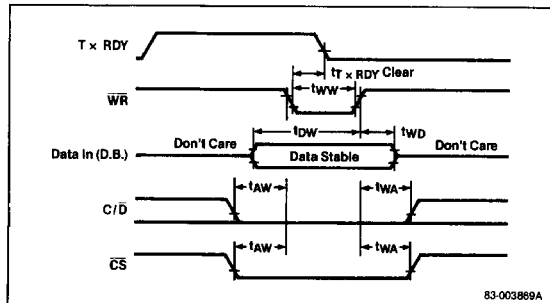 T × RDY
tT × RDY Clear
tWW
WR
tDW
tWD
Don't Care
Don't Care
Data In (D.B.)
Data Stable
tAW
tWA
C/D
tAW
tWA
CS
83-003869A